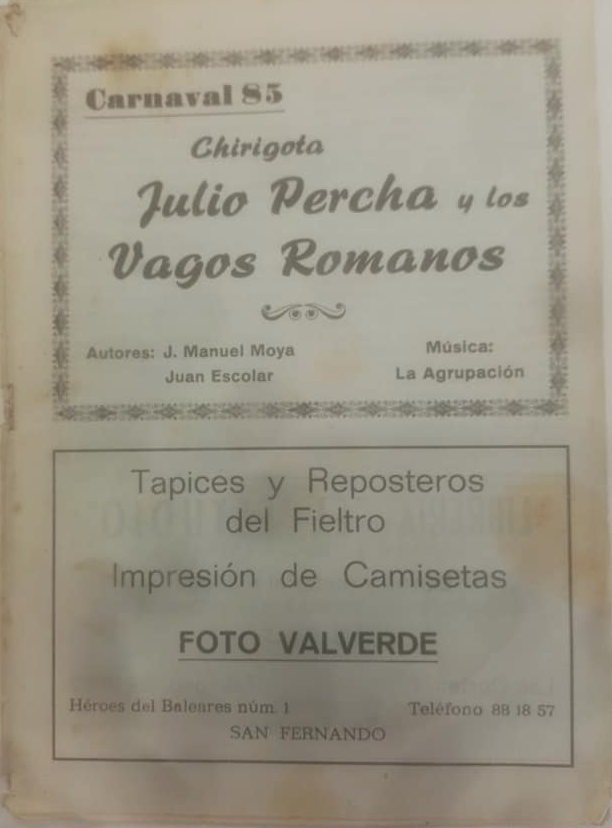 Carnaval 85
Chirigota
Julio Percha y los
Vagos Romanos
Autores: J. Manuel Moya
Juan Escolar
Música:
La Agrupación
Tapices y Reposteros
del Fieltro
Impresión de Camisetas
FOTO VALVERDE
Héroes del Baleares núm. 1
Teléfono 88 18 57
SAN FERNANDO